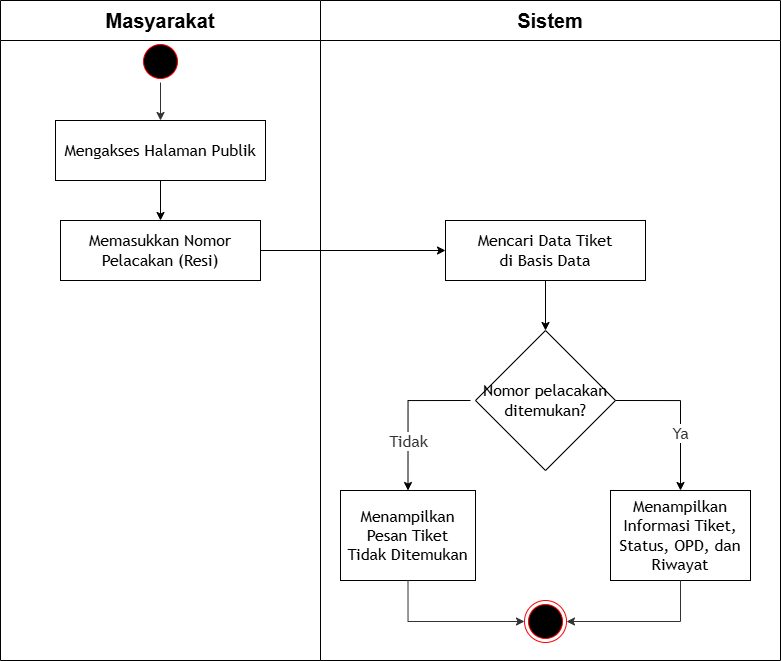 Masyarakat
Sistem
Mengakses Halaman Publik
Memasukkan Nomor
Pelacakan (Resi)
Mencari Data Tiket
di Basis Data
Nomor pelacakan
ditemukan?
Tidak
Ya
Menampilkan
Pesan Tiket
Tidak Ditemukan
Menampilkan
Informasi Tiket,
Status, OPD, dan
Riwayat